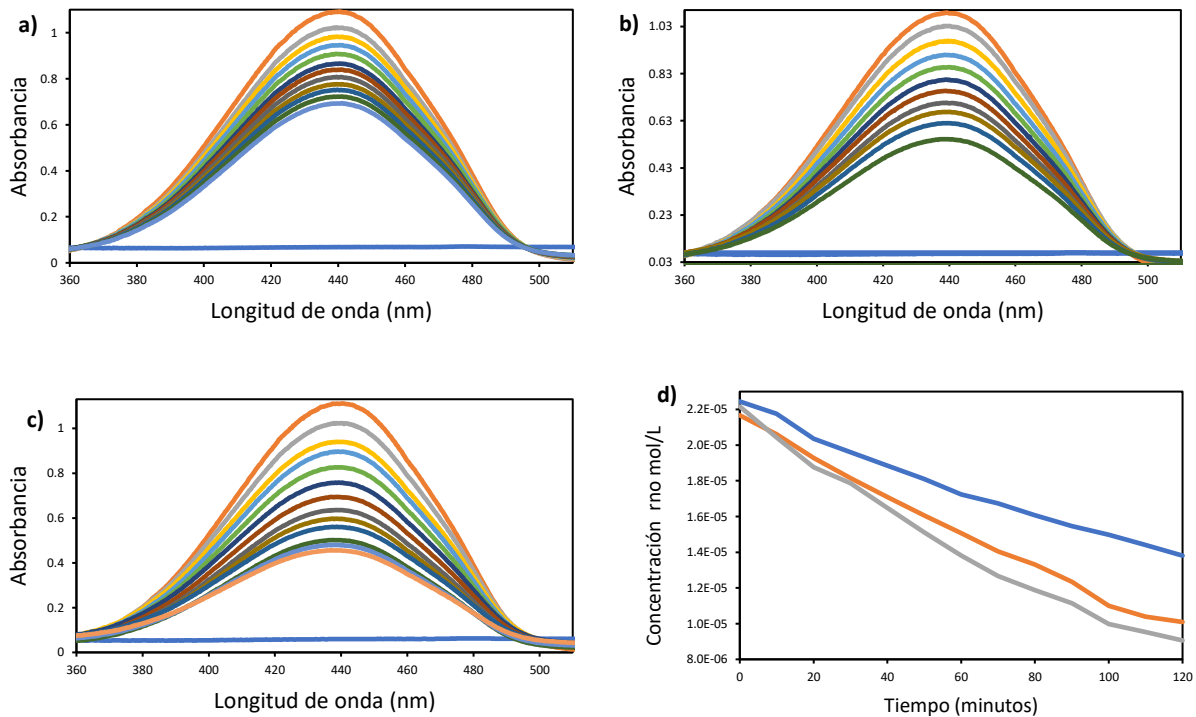 a)
Absorbancia
1
0.8
0.6
0.4
0.2
0
360 380 400 420 440 460 480 500
Longitud de onda (nm)
b)
Absorbancia
1.03
0.83
0.63
0.43
0.23
0.03
360 380 400 420 440 460 480 500
Longitud de onda (nm)
c)
Absorbancia
1
0.8
0.6
0.4
0.2
0
360 380 400 420 440 460 480 500
Longitud de onda (nm)
d)
Concentración rno mol/L
2.2E-05
2.0E-05
1.8E-05
1.6E-05
1.4E-05
1.2E-05
1.0E-05
8.0E-06
0 20 40 60 80 100 120
Tiempo (minutos)